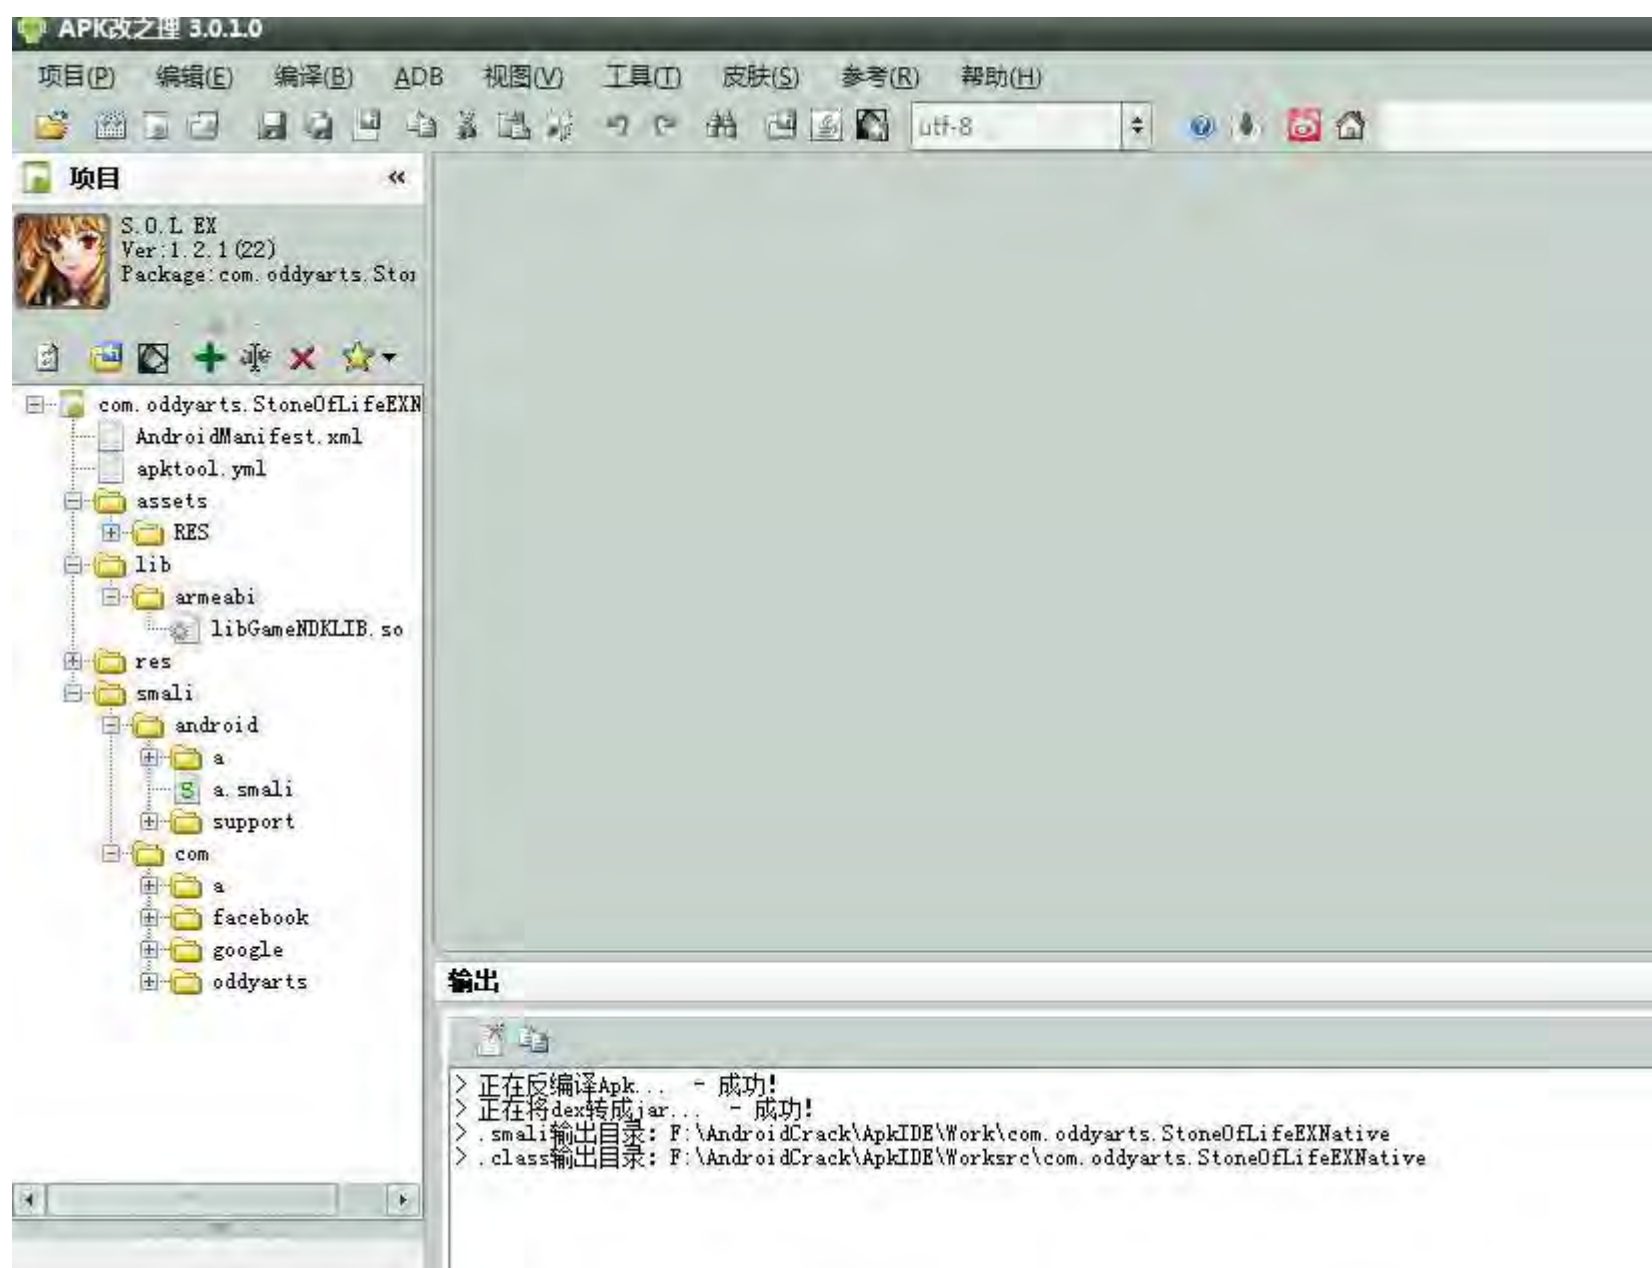 APK改之理 3.0.1.0
项目(P) 编辑(E) 编译(B) ADB 视图(V) 工具(T) 皮肤(S) 参考(R) 帮助(H)
utf-8
项目 «
S.O.L EX
Ver:1.2.1(22)
Package:com.oddyarts.Sto
com.oddyarts.StoneOfLifeEXN
AndroidManifest.xml
apktool.yml
assets
RES
lib
armeabi
libGameNDKLIB.so
res
smali
android
a
a.smali
support
com
a
facebook
google
oddyarts
输出
> 正在反编译Apk... - 成功!
> 正在将dex转成jar... - 成功!
> .smali输出目录: F:\AndroidCrack\ApkIDE\Work\com.oddyarts.StoneOfLifeEXNative
> .class输出目录: F:\AndroidCrack\ApkIDE\Worksrc\com.oddyarts.StoneOfLifeEXNative